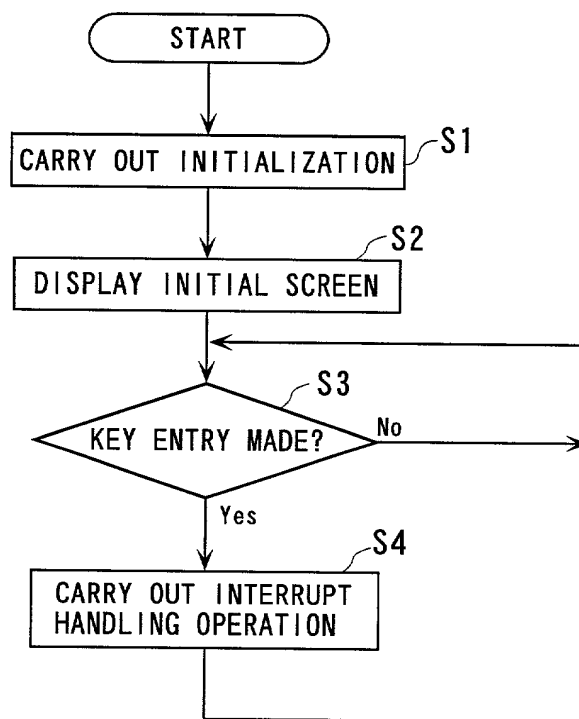 START
CARRY OUT INITIALIZATION
S1
S2
DISPLAY INITIAL SCREEN
S3
KEY ENTRY MADE?
No
Yes
S4
CARRY OUT INTERRUPT
HANDLING OPERATION